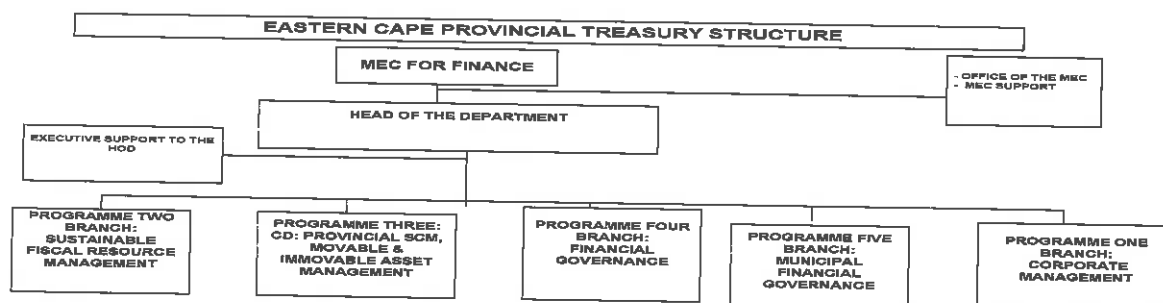 EASTERN CAPE PROVINCIAL TREASURY STRUCTURE
MEC FOR FINANCE
- OFFICE OF THE MEC
- MEC SUPPORT
HEAD OF THE DEPARTMENT
EXECUTIVE SUPPORT TO THE
HOD
PROGRAMME TWO
BRANCH:
SUSTAINABLE
FISCAL RESOURCE
MANAGEMENT
PROGRAMME THREE:
CD: PROVINCIAL SCM,
MOVABLE &
IMMOVABLE ASSET
MANAGEMENT
PROGRAMME FOUR
BRANCH:
FINANCIAL
GOVERNANCE
PROGRAMME FIVE
BRANCH:
MUNICIPAL
FINANCIAL
GOVERNANCE
PROGRAMME ONE
BRANCH:
CORPORATE
MANAGEMENT